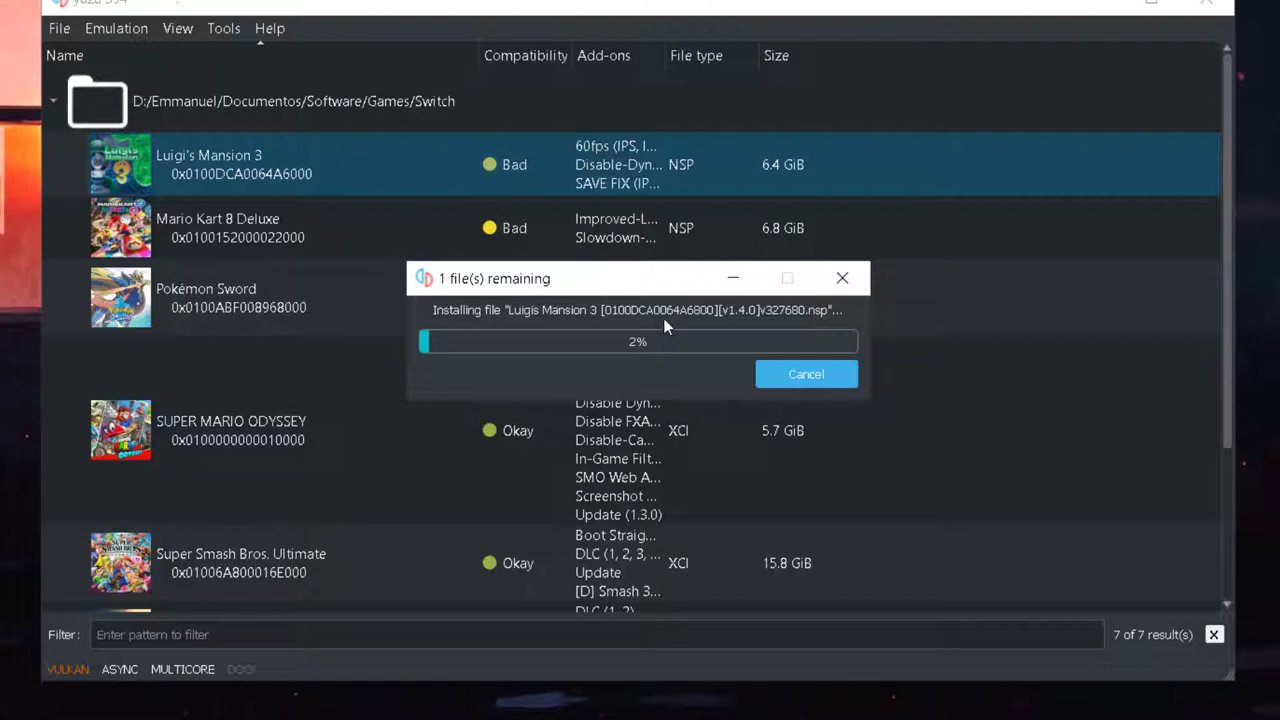 File Emulation View Tools Help
Name Compatibility Add-ons File type Size
D:/Emmanuel/Documentos/Software/Games/Switch
Luigi's Mansion 3
0x0100DCA0064A6000
Bad
60fps (IPS, I...
Disable-Dyn...
SAVE FIX (IP...
NSP
6.4 GiB
Mario Kart 8 Deluxe
0x0100152000022000
Bad
Improved-L...
Slowdown-...
NSP
6.8 GiB
1 file(s) remaining
Installing file "Luigis Mansion 3 [0100DCA0064A6800][v1.4.0]v327680.nsp"...
2%
Cancel
Pokémon Sword
0x0100ABF008968000
SUPER MARIO ODYSSEY
0x0100000000010000
Okay
Disable Dyn...
Disable FXA...
Disable-Ca...
In-Game Filt...
SMO Web A...
Screenshot ...
Update (1.3.0)
XCI
5.7 GiB
Super Smash Bros. Ultimate
0x01006A800016E000
Okay
Boot Straig...
DLC (1, 2, 3, ...
Update
[D] Smash 3...
XCI
15.8 GiB
DLC (1, 2)
Filter: Enter pattern to filter 7 of 7 result(s) X
VULKAN ASYNC MULTICORE DOCK